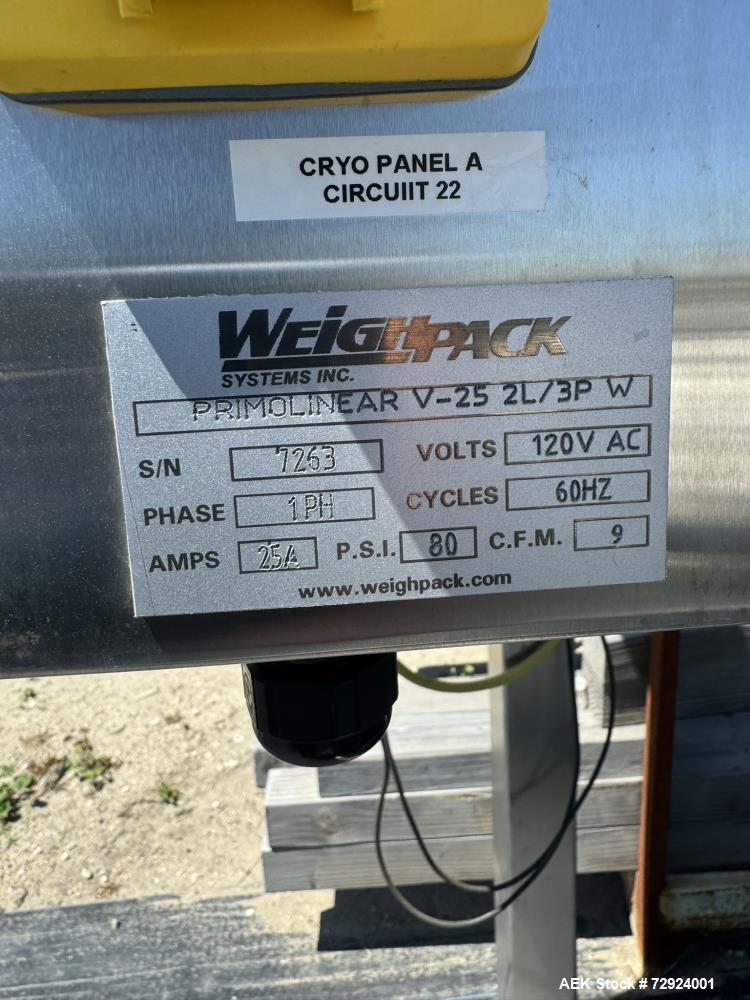 CRYO PANEL A
CIRCUIIT 22
WEIGHPACK
SYSTEMS INC.
PRIMOLINEAR V-25 2L/3P W
S/N 7263 VOLTS 120V AC
PHASE 1PH CYCLES 60HZ
AMPS 25A P.S.I. 80 C.F.M. 9
www.weighpack.com
AEK Stock # 72924001